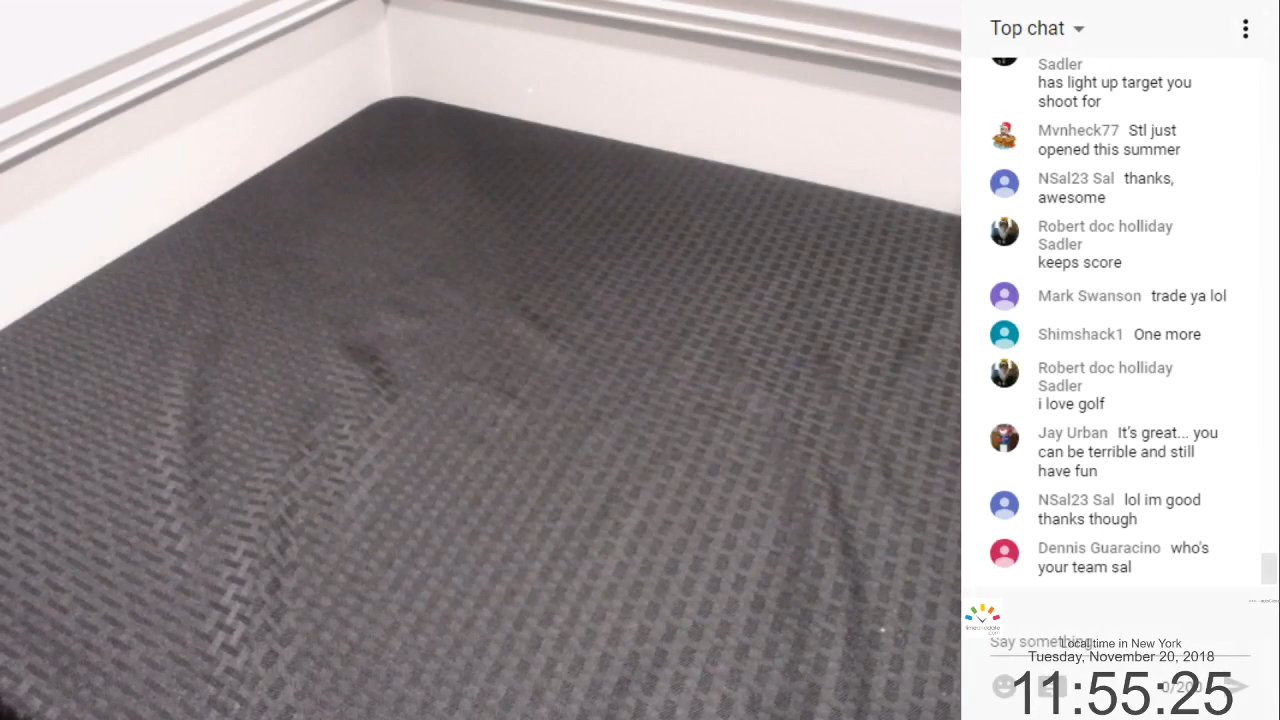 Top chat
Sadler
has light up target you
shoot for
Mvnheck77 Stl just
opened this summer
NSal23 Sal thanks,
awesome
Robert doc holliday
Sadler
keeps score
Mark Swanson trade ya lol
Shimshack1 One more
Robert doc holliday
Sadler
i love golf
Jay Urban It's great... you
can be terrible and still
have fun
NSal23 Sal lol im good
thanks though
Dennis Guaracino who's
your team sal
Say something...
Local time in New York
Tuesday, November 20, 2018
0/200
11:55:25